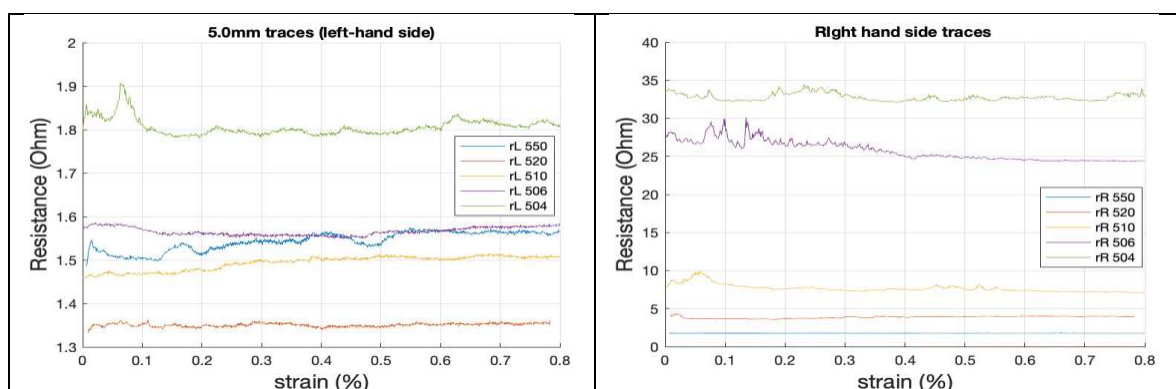 5.0mm traces (left-hand side)
2
1.9
1.8
1.7
1.6
1.5
1.4
1.3
Resistance (Ohm)
rL 550
rL 520
rL 510
rL 506
rL 504
0 0.1 0.2 0.3 0.4 0.5 0.6 0.7 0.8
strain (%)
RIght hand side traces
40
35
30
25
20
15
10
5
0
Resistance (Ohm)
rR 550
rR 520
rR 510
rR 506
rR 504
0 0.1 0.2 0.3 0.4 0.5 0.6 0.7 0.8
strain (%)